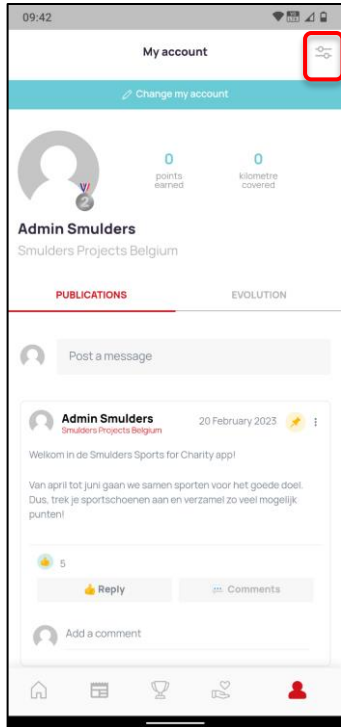 09:42
My account
Change my account
0
points
earned
0
kilometre
covered
2
Admin Smulders
Smulders Projects Belgium
PUBLICATIONS
EVOLUTION
Post a message
Admin Smulders
Smulders Projects Belgium
20 February 2023
Welkom in de Smulders Sports for Charity app!
Van april tot juni gaan we samen sporten voor het goede doel.
Dus, trek je sportschoenen aan en verzamel zo veel mogelijk
punten!
5
Reply
Comments
Add a comment